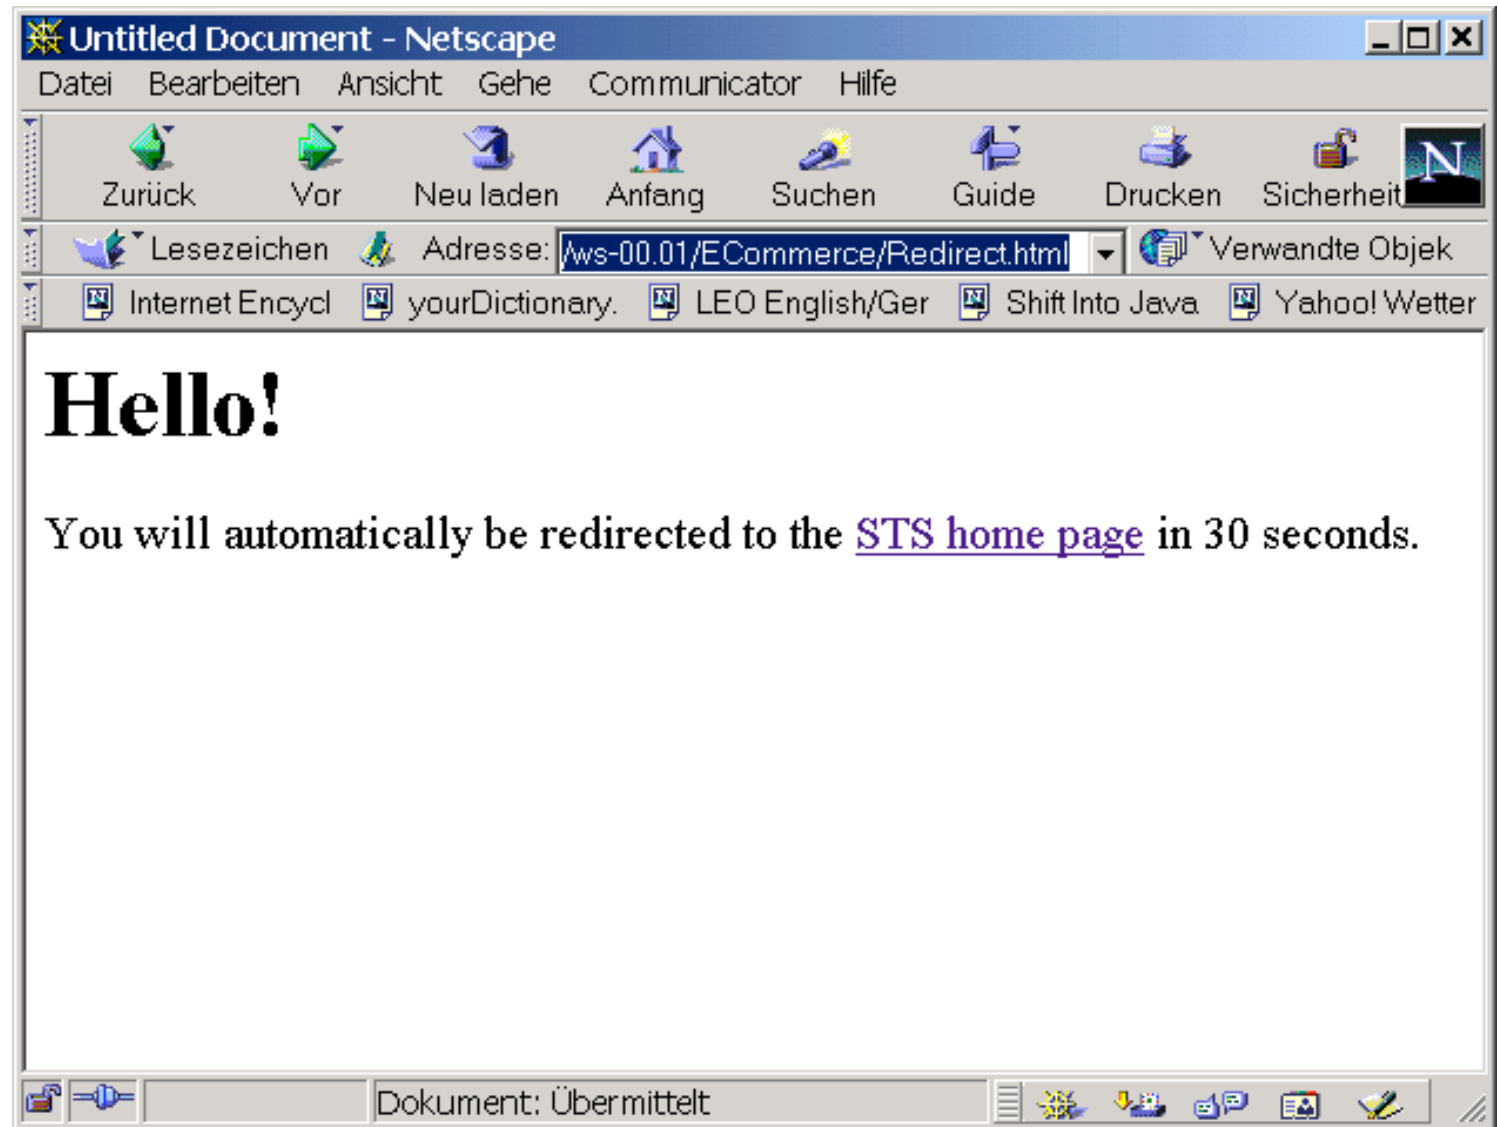 Untitled Document - Netscape
Datei Bearbeiten Ansicht Gehe Communicator Hilfe
Zurück Vor Neu laden Anfang Suchen Guide Drucken Sicherheit N
Lesezeichen Adresse: /ws-00.01/ECommerce/Redirect.html Verwandte Objek
Internet Encycl yourDictionary. LEO English/Ger Shift Into Java Yahoo! Wetter
Hello!
You will automatically be redirected to the STS home page in 30 seconds.
Dokument: Übermittelt